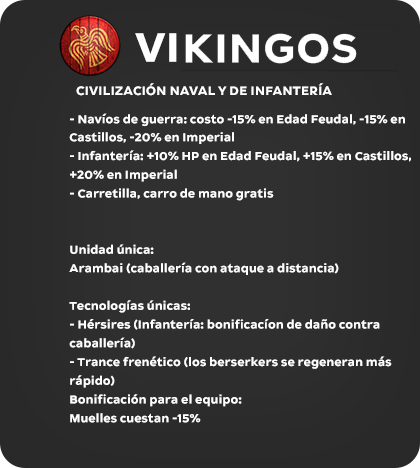 VIKINGOS
CIVILIZACIÓN NAVAL Y DE INFANTERÍA
- Navíos de guerra: costo -15% en Edad Feudal, -15% en
Castillos, -20% en Imperial
- Infantería: +10% HP en Edad Feudal, +15% en Castillos,
+20% en Imperial
- Carretilla, carro de mano gratis
Unidad única:
Arambai (caballería con ataque a distancia)
Tecnologías únicas:
- Hérsires (Infantería: bonificacíon de daño contra
caballería)
- Trance frenético (los berserkers se regeneran más
rápido)
Bonificación para el equipo:
Muelles cuestan -15%